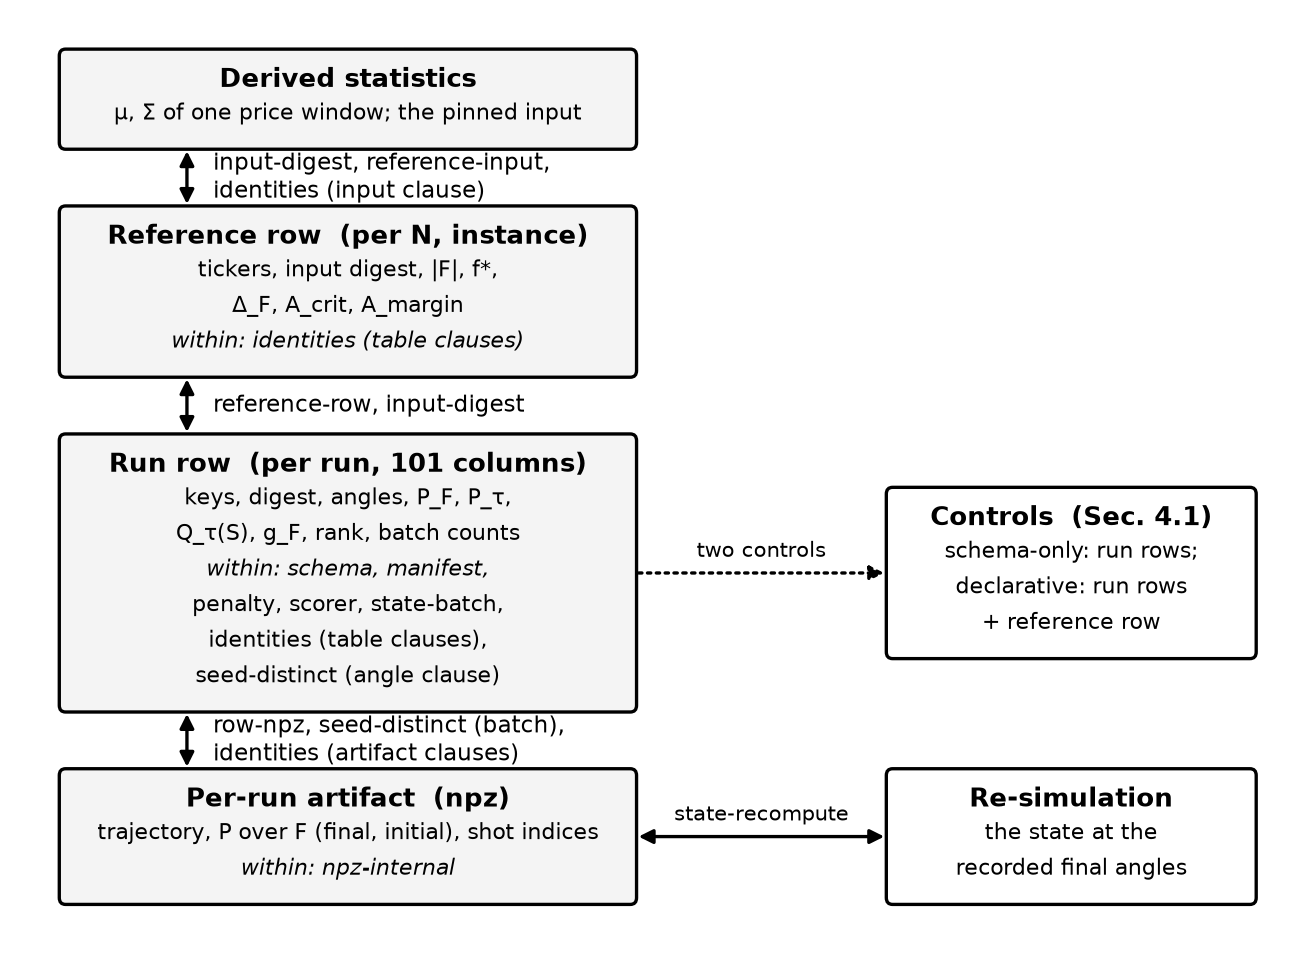 Derived statistics
μ, Σ of one price window; the pinned input
input-digest, reference-input,
identities (input clause)
Reference row (per N, instance)
tickers, input digest, |F|, f*,
Δ_F, A_crit, A_margin
within: identities (table clauses)
reference-row, input-digest
Run row (per run, 101 columns)
keys, digest, angles, P_F, P_τ,
Q_τ(S), g_F, rank, batch counts
within: schema, manifest,
penalty, scorer, state-batch,
identities (table clauses),
seed-distinct (angle clause)
two controls
Controls (Sec. 4.1)
schema-only: run rows;
declarative: run rows
+ reference row
row-npz, seed-distinct (batch),
identities (artifact clauses)
Per-run artifact (npz)
trajectory, P over F (final, initial), shot indices
within: npz-internal
state-recompute
Re-simulation
the state at the
recorded final angles